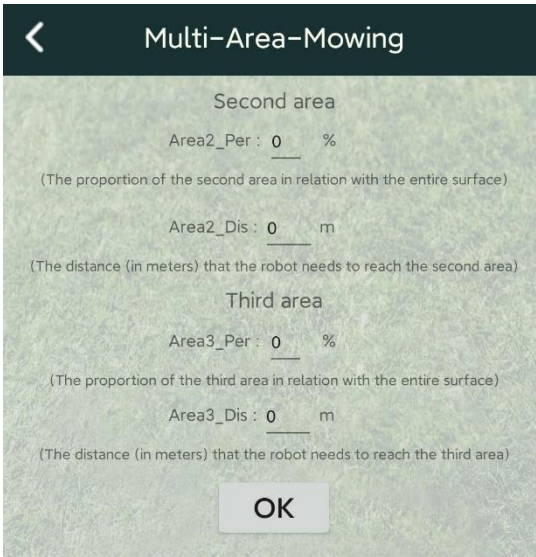 Multi-Area-Mowing
Second area
Area2_Per : 0 %
(The proportion of the second area in relation with the entire surface)
Area2_Dis : 0 m
(The distance (in meters) that the robot needs to reach the second area)
Third area
Area3_Per : 0 %
(The proportion of the third area in relation with the entire surface)
Area3_Dis : 0 m
(The distance (in meters) that the robot needs to reach the third area)
OK